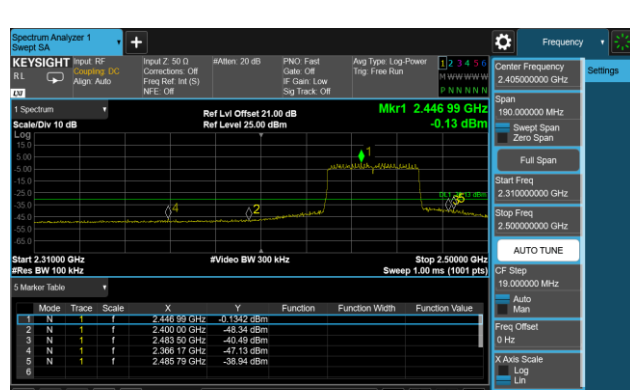 Spectrum Analyzer 1
Swept SA
+
Frequency
KEYSIGHT
RL
LXI
Input: RF
Coupling: DC
Align: Auto
Input Z: 50 Ω
Corrections: Off
Freq Ref: Int (S)
NFE: Off
#Atten: 20 dB
PNO: Fast
Gate: Off
IF Gain: Low
Sig Track: Off
Avg Type: Log-Power
Trig: Free Run
1 2 3 4 5 6
M W W W W W
P N N N N N
Center Frequency
2.405000000 GHz
Settings
Span
190.000000 MHz
Swept Span
Zero Span
Full Span
Start Freq
2.310000000 GHz
Stop Freq
2.500000000 GHz
AUTO TUNE
CF Step
19.000000 MHz
Auto
Man
Freq Offset
0 Hz
X Axis Scale
Log
Lin
1 Spectrum
Scale/Div 10 dB
Ref Lvl Offset 21.00 dB
Ref Level 25.00 dBm
Mkr1 2.446 99 GHz
-0.13 dBm
Log
15.0
5.00
-5.00
-15.0
-25.0
-35.0
-45.0
-55.0
-65.0
1
2
4
5
Start 2.31000 GHz
#Res BW 100 kHz
#Video BW 300 kHz
Stop 2.50000 GHz
Sweep 1.00 ms (1001 pts)
5 Marker Table
Mode Trace Scale X Y Function Function Width Function Value
1 N 1 f 2.446 99 GHz -0.1342 dBm
2 N 1 f 2.400 00 GHz -48.34 dBm
3 N 1 f 2.483 50 GHz -40.49 dBm
4 N 1 f 2.366 17 GHz -47.13 dBm
5 N 1 f 2.485 79 GHz -38.94 dBm
6